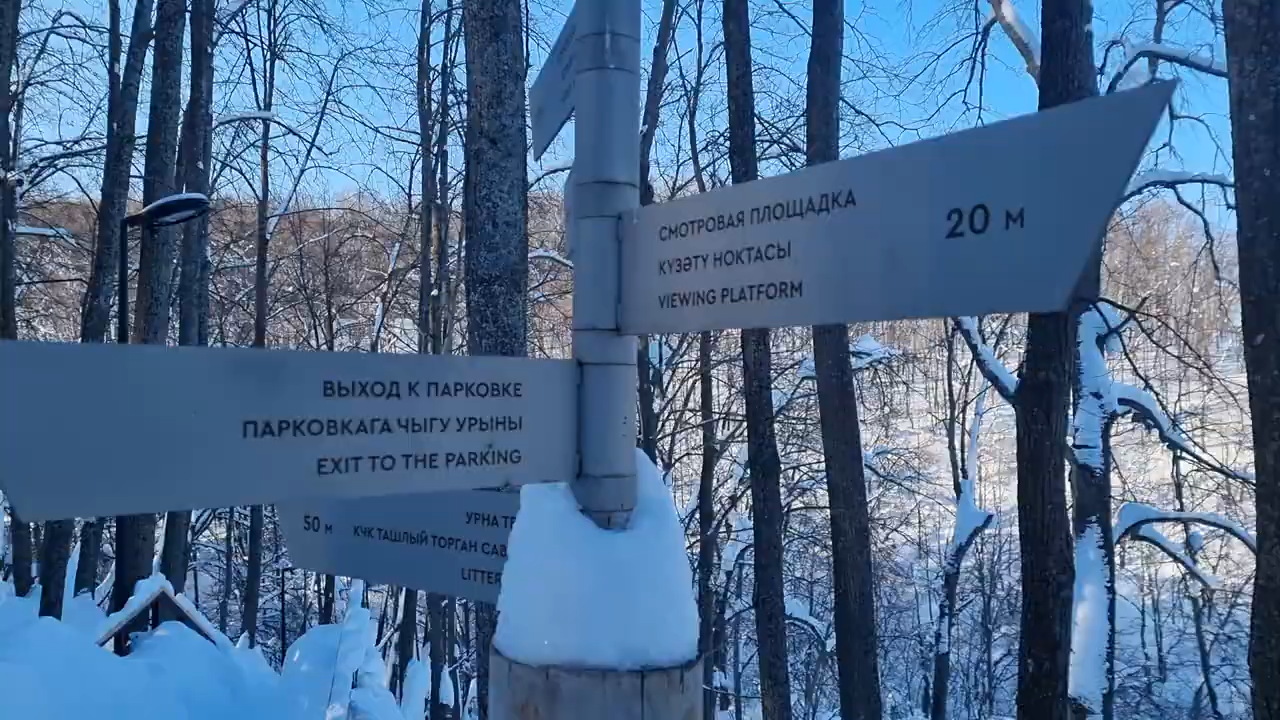 СМОТРОВАЯ ПЛОЩАДКА
КҮЗӘТҮ НОКТАСЫ
VIEWING PLATFORM
20 М
ВЫХОД К ПАРКОВКЕ
ПАРКОВКАГА ЧЫГУ УРЫНЫ
EXIT TO THE PARKING
50 М
УРНА
КЧК ТАШЛЫЙ ТОРГАН
LITTER